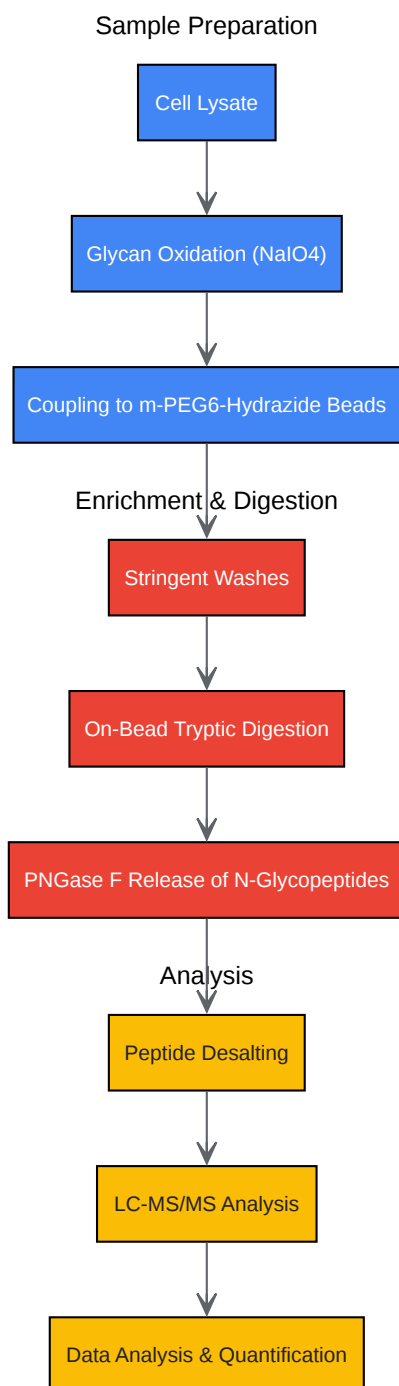 Sample Preparation
Cell Lysate
Glycan Oxidation (NaIO4)
Coupling to m-PEG6-Hydrazide Beads
Enrichment & Digestion
Stringent Washes
On-Bead Tryptic Digestion
PNGase F Release of N-Glycopeptides
Analysis
Peptide Desalting
LC-MS/MS Analysis
Data Analysis & Quantification